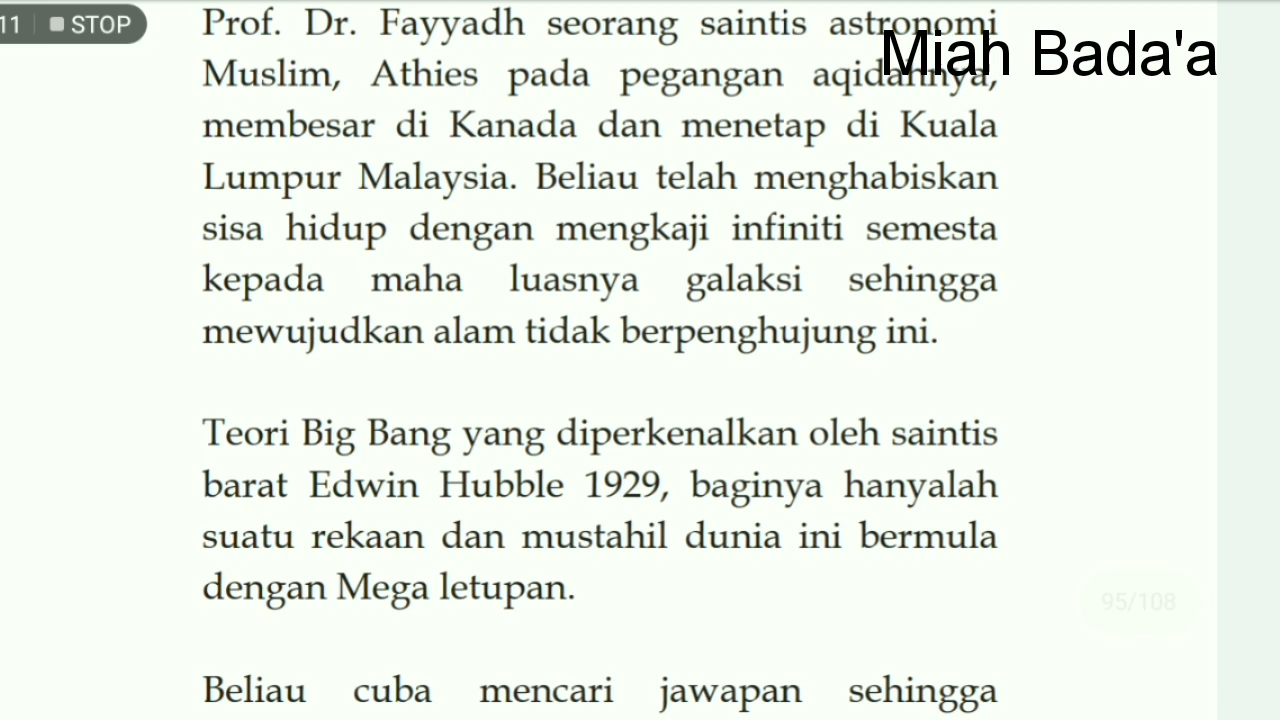 11 STOP
Miah Bada'a
Prof. Dr. Fayyadh seorang saintis astronomi
Muslim, Athies pada pegangan aqidahnya,
membesar di Kanada dan menetap di Kuala
Lumpur Malaysia. Beliau telah menghabiskan
sisa hidup dengan mengkaji infiniti semesta
kepada maha luasnya galaksi sehingga
mewujudkan alam tidak berpenghujung ini.
Teori Big Bang yang diperkenalkan oleh saintis
barat Edwin Hubble 1929, baginya hanyalah
suatu rekaan dan mustahil dunia ini bermula
dengan Mega letupan.
95/108
Beliau cuba mencari jawapan sehingga